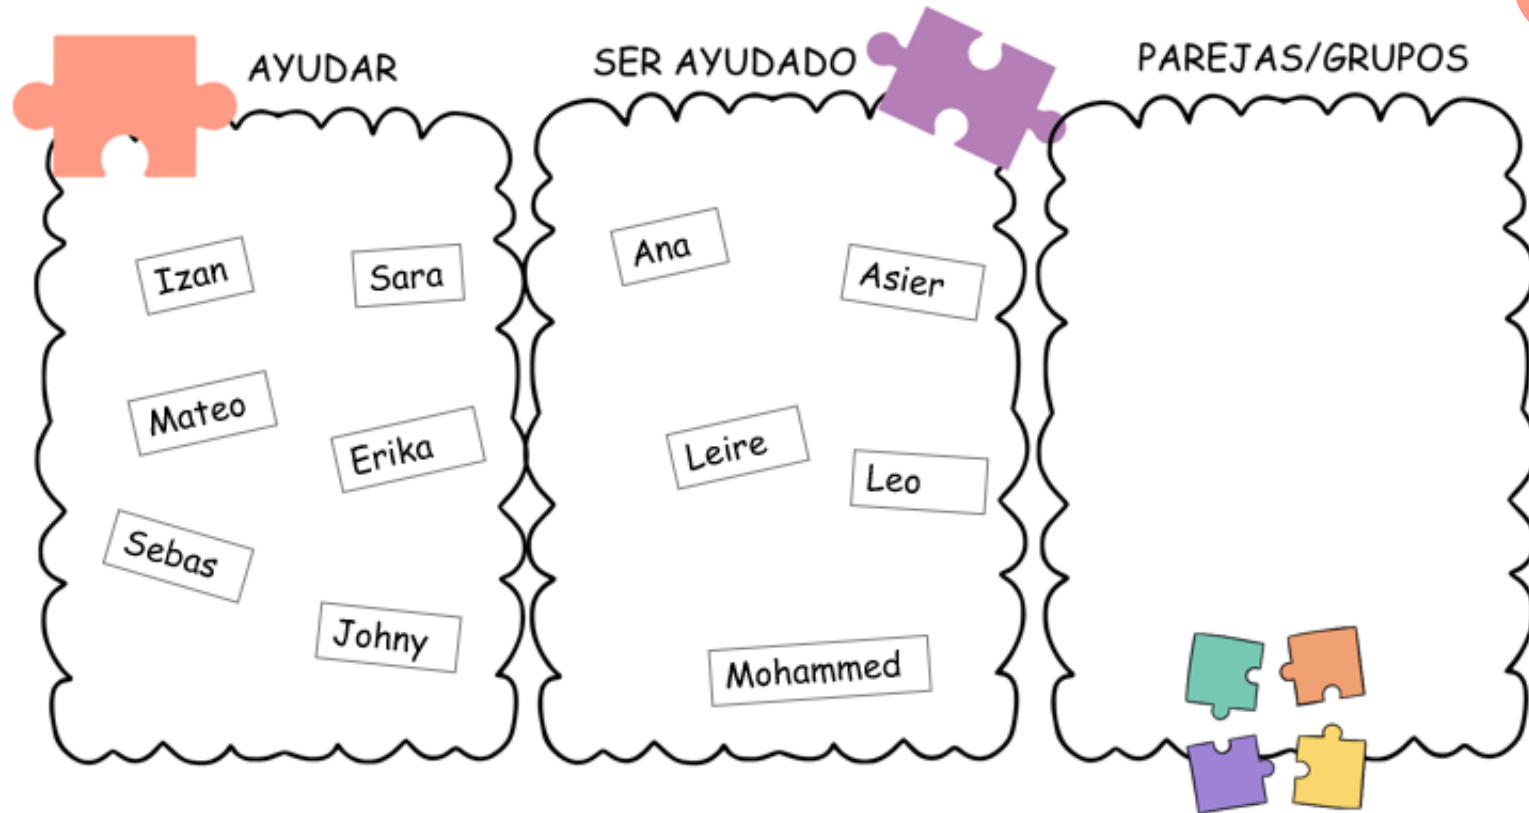 AYUDAR
Izan
Sara
Mateo
Erika
Sebas
Johny
SER AYUDADO
Ana
Asier
Leire
Leo
Mohammed
PAREJAS/GRUPOS